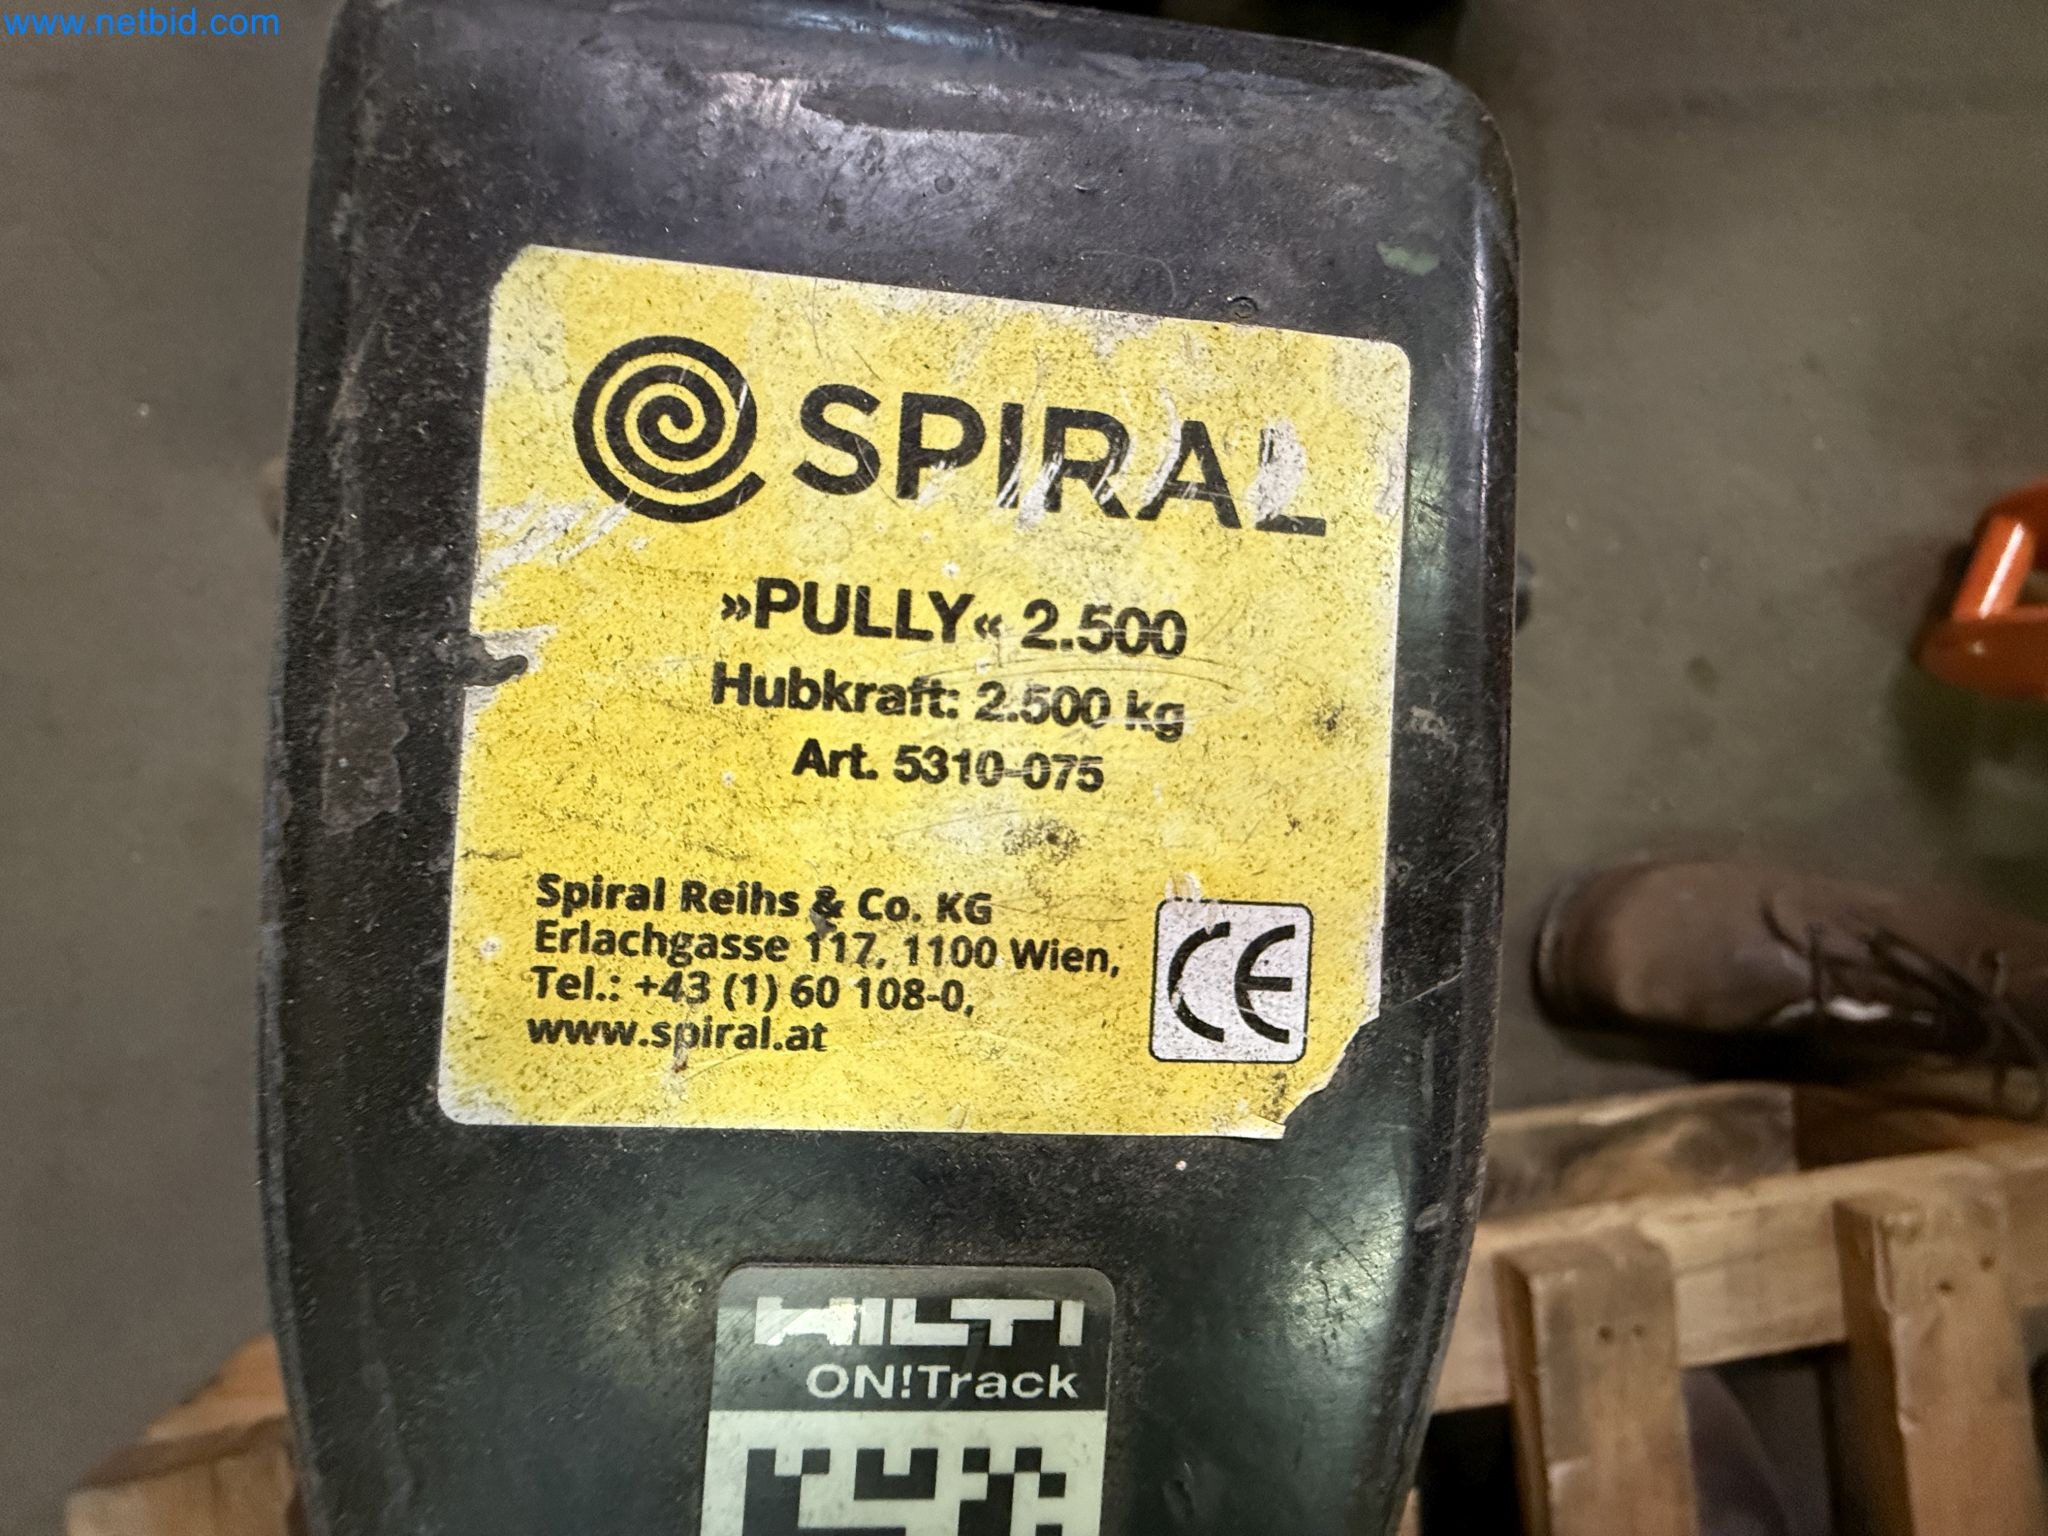 www.netbid.com
SPIRAL
»PULLY« 2.500
Hubkraft: 2.500 kg
Art. 5310-075
Spiral Reihs & Co. KG
Erlachgasse 117, 1100 Wien,
Tel.: +43 (1) 60 108-0,
www.spiral.at
CE
HILTI
ON!Track